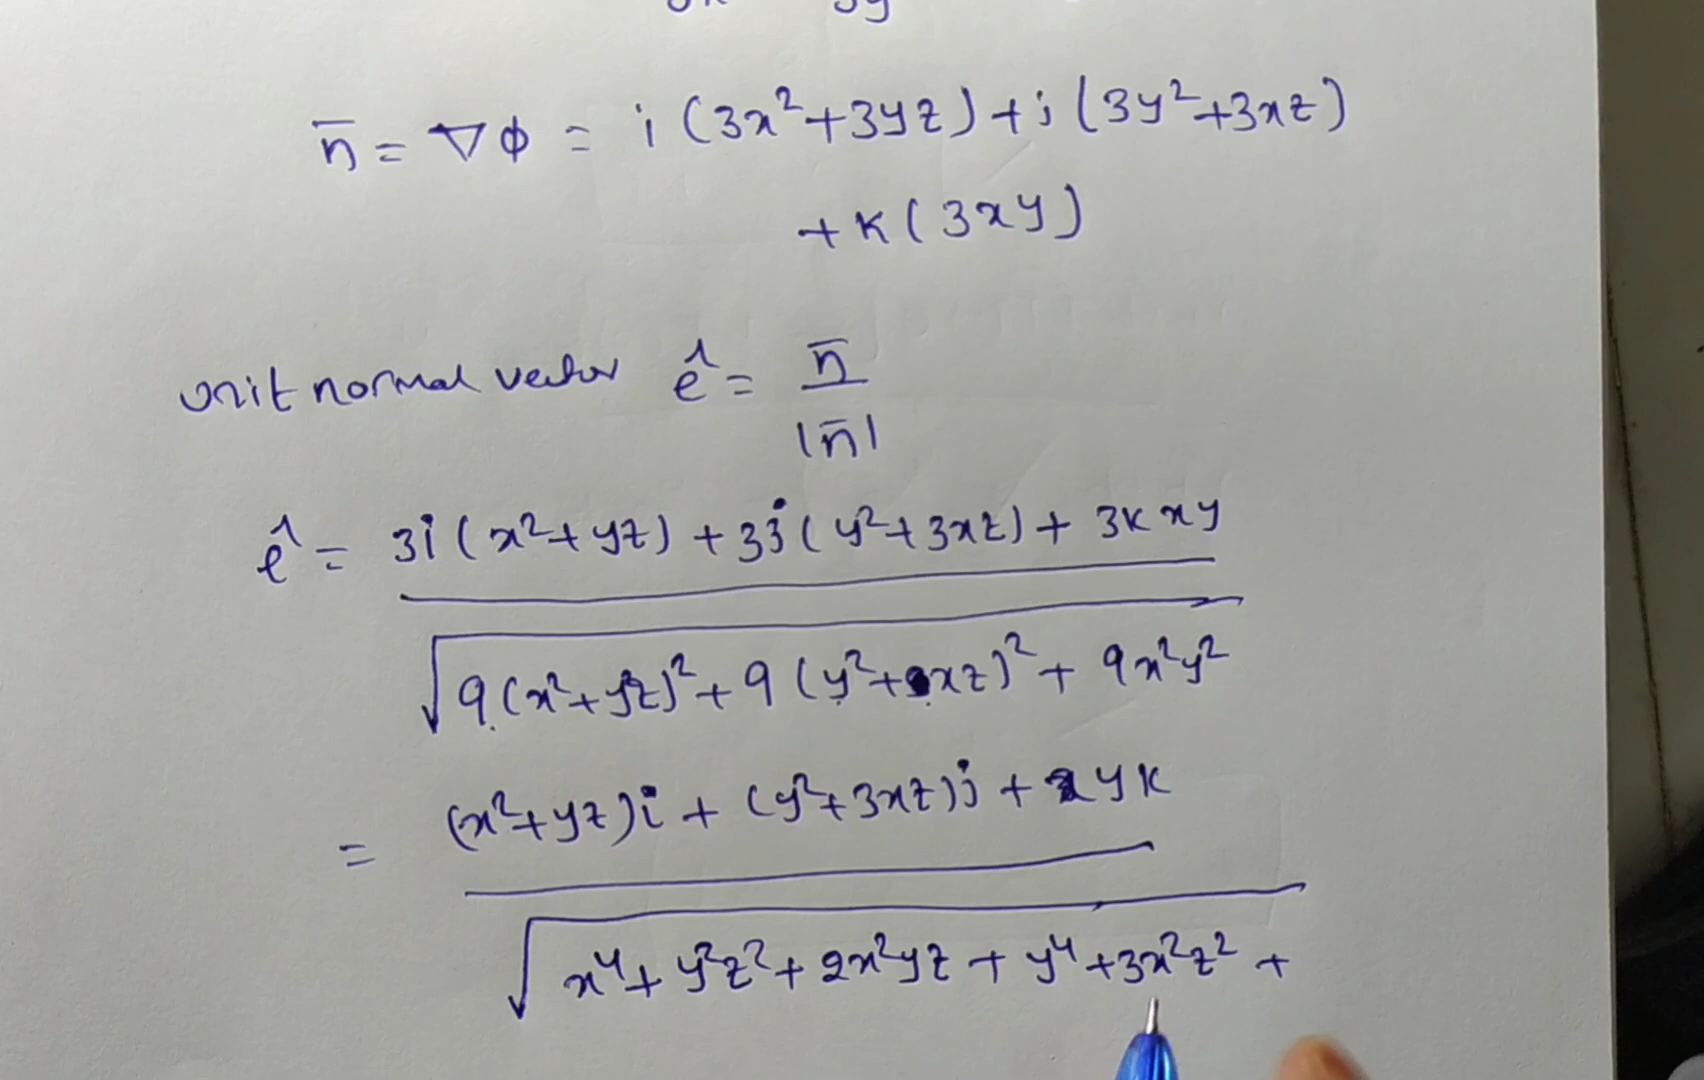 n̅ = ∇ϕ = i (3x²+3yz) + j (3y²+3xz)
+ k (3xy)
unit normal vector ê = n̅
|n̅|
ê = 3i (x²+yz) + 3j (y²+3xz) + 3k xy
√9(x²+yz)²+9(y²+xz)²+9x²y²
= (x²+yz)i + (y²+3xz)j + xyk
√x⁴+y²z²+2x²yz+y⁴+3x²z²+